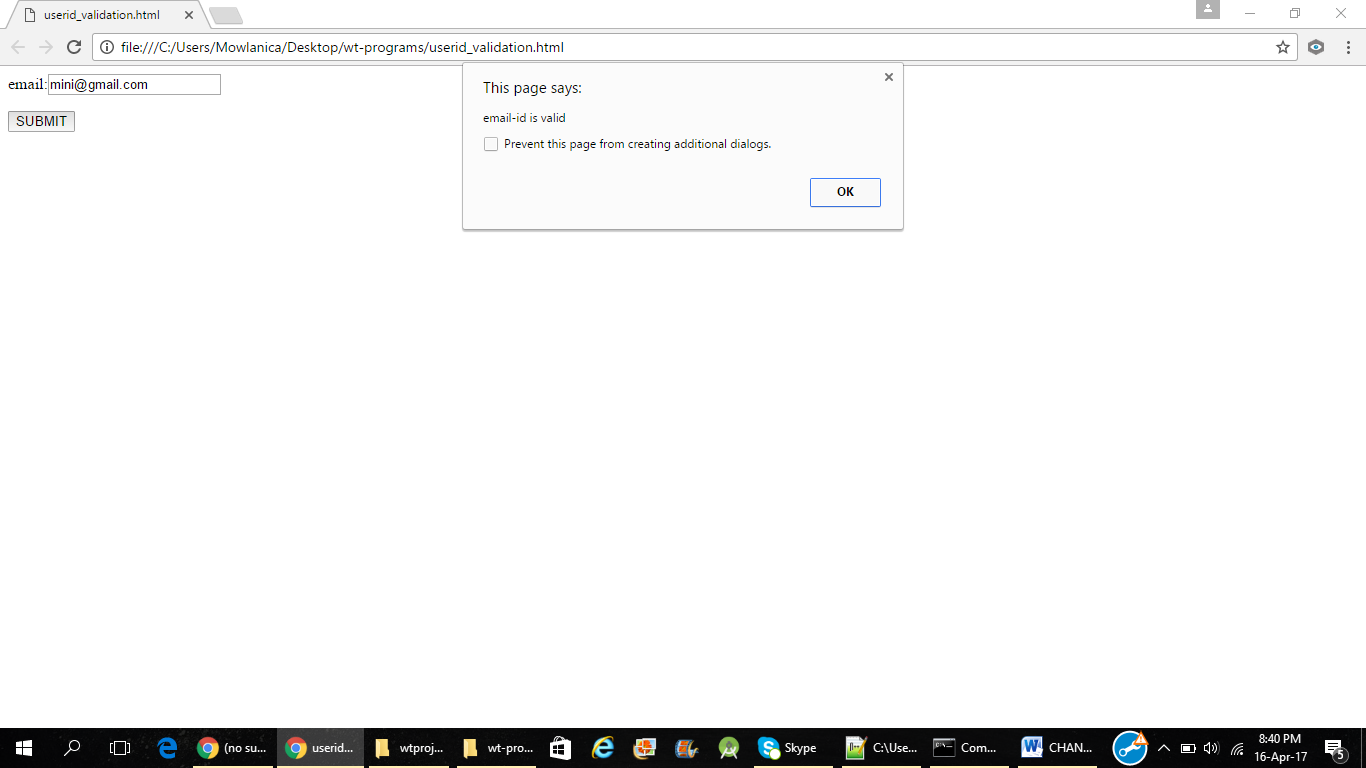 userid_validation.html
file:///C:/Users/Mowlanica/Desktop/wt-programs/userid_validation.html
email:mini@gmail.com
SUBMIT
This page says:
email-id is valid
Prevent this page from creating additional dialogs.
OK
(no su...
userid...
wtproj...
wt-pro...
Skype
C:\Use...
Com...
CHAN...
8:40 PM
16-Apr-17
5